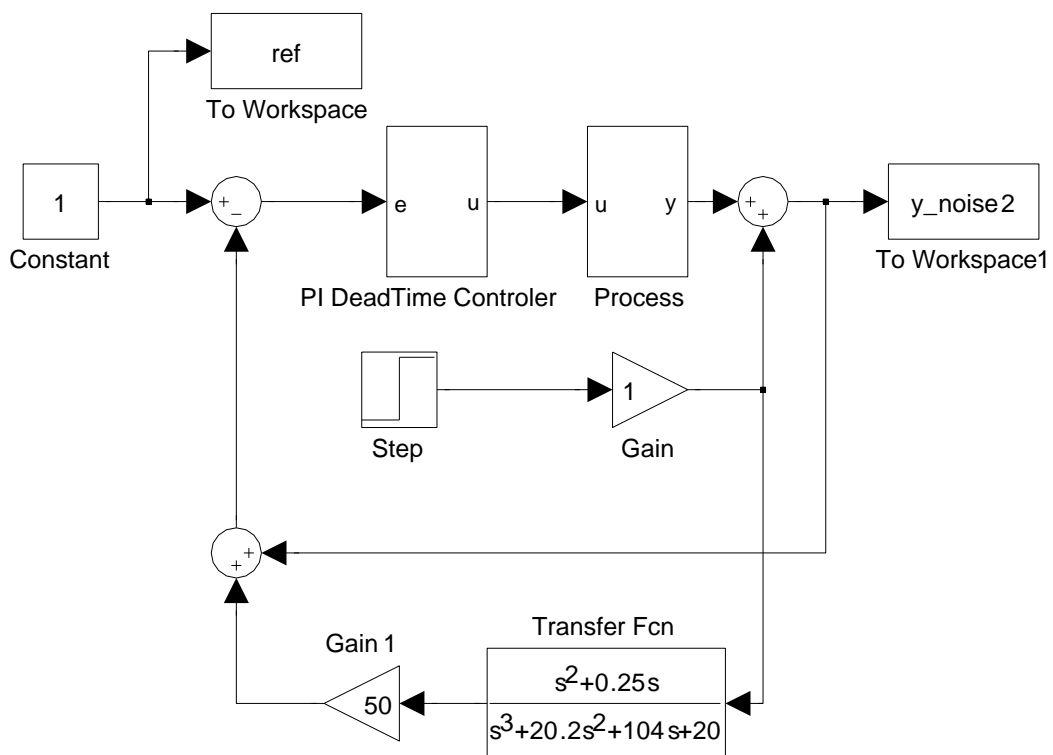 ref
To Workspace
1
Constant
+
−
e
u
PI DeadTime Controler
u
y
Process
+
+
y_noise2
To Workspace1
Step
1
Gain
+
+
Gain 1
50
Transfer Fcn
s²+0.25s
s³+20.2s²+104s+20